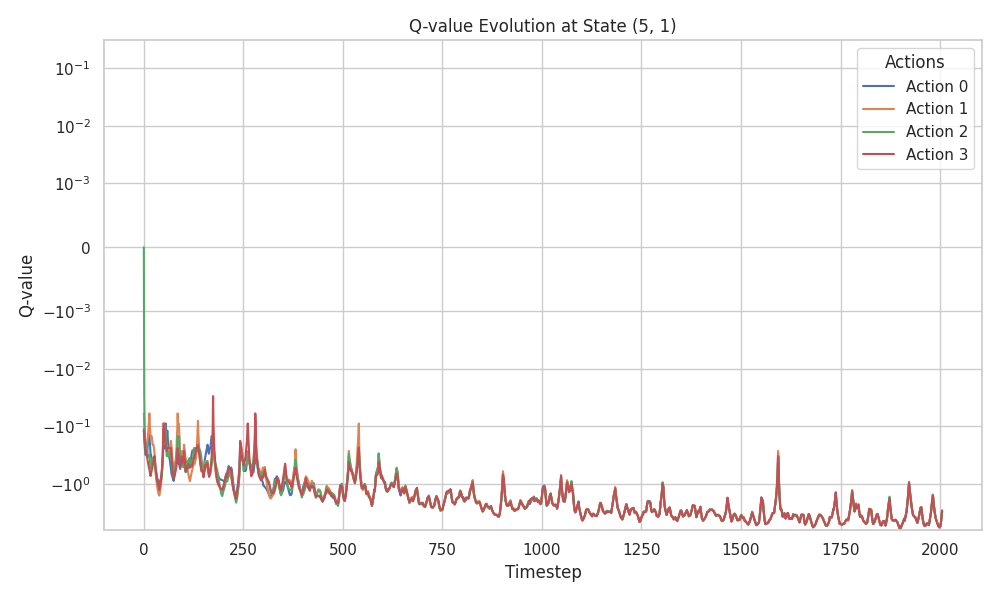 Q-value Evolution at State (5, 1)
Actions
Action 0
Action 1
Action 2
Action 3
Q-value
10⁻¹
10⁻²
10⁻³
0
−10⁻³
−10⁻²
−10⁻¹
−10⁰
0 250 500 750 1000 1250 1500 1750 2000
Timestep